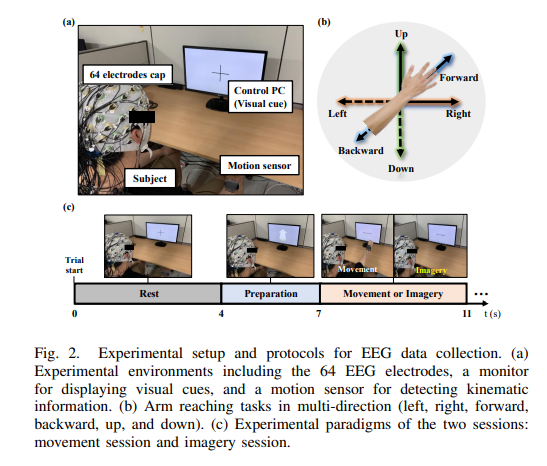 (a)
64 electrodes cap
Control PC
(Visual cue)
Motion sensor
Subject
(b)
Up
Forward
Left
Right
Backward
Down
(c)
Trial
start
Movement
Imagery
Rest
Preparation
Movement or Imagery
...
0
4
7
11
t (s)
Fig. 2. Experimental setup and protocols for EEG data collection. (a)
Experimental environments including the 64 EEG electrodes, a monitor
for displaying visual cues, and a motion sensor for detecting kinematic
information. (b) Arm reaching tasks in multi-direction (left, right, forward,
backward, up, and down). (c) Experimental paradigms of the two sessions:
movement session and imagery session.